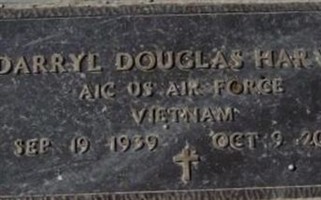 DARRYL DOUGLAS
A1C US AIR FORCE
VIETNAM
SEP 19 1939 OCT 9